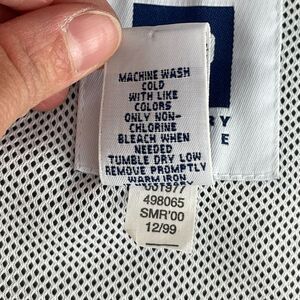 MACHINE WASH
COLD
WITH LIKE
COLORS
ONLY NON-
CHLORINE
BLEACH WHEN
NEEDED
TUMBLE DRY LOW
REMOVE PROMPTLY
WARM IRON
498065
SMR'00
12/99